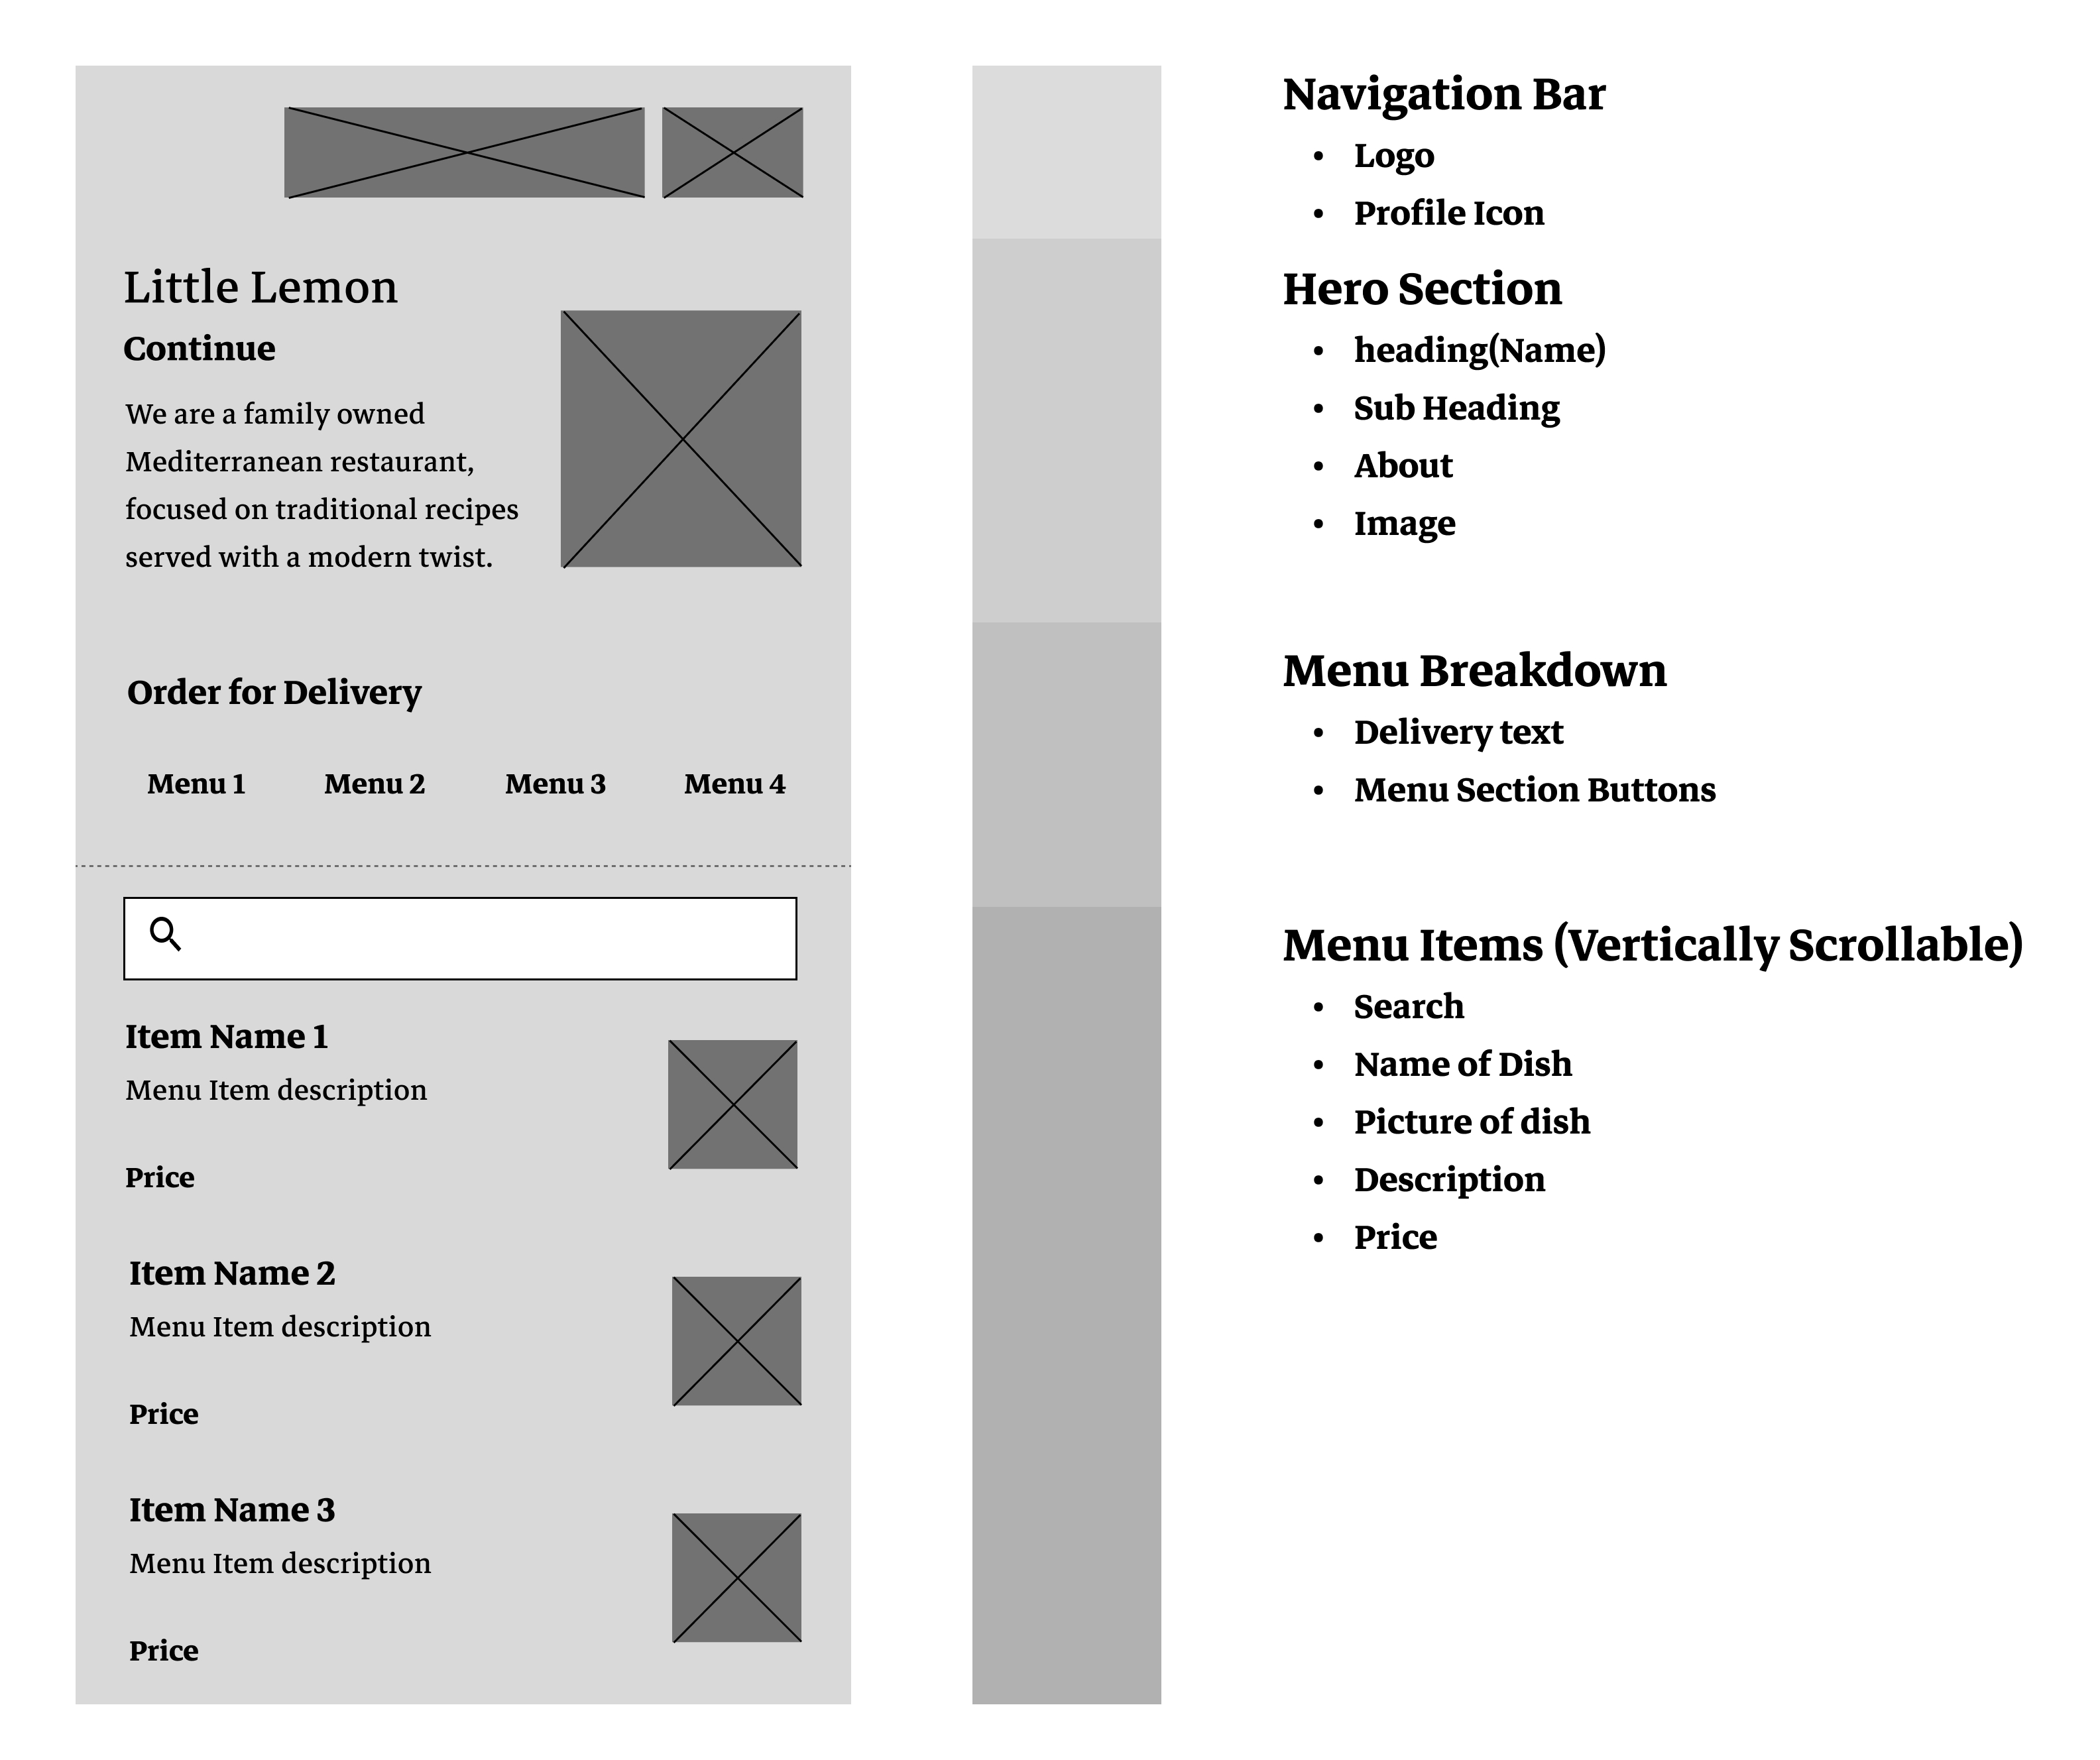 Little Lemon
Continue
We are a family owned
Mediterranean restaurant,
focused on traditional recipes
served with a modern twist.
Order for Delivery
Menu 1
Menu 2
Menu 3
Menu 4
Item Name 1
Menu Item description
Price
Item Name 2
Menu Item description
Price
Item Name 3
Menu Item description
Price
Navigation Bar
• Logo
• Profile Icon
Hero Section
• heading(Name)
• Sub Heading
• About
• Image
Menu Breakdown
• Delivery text
• Menu Section Buttons
Menu Items (Vertically Scrollable)
• Search
• Name of Dish
• Picture of dish
• Description
• Price